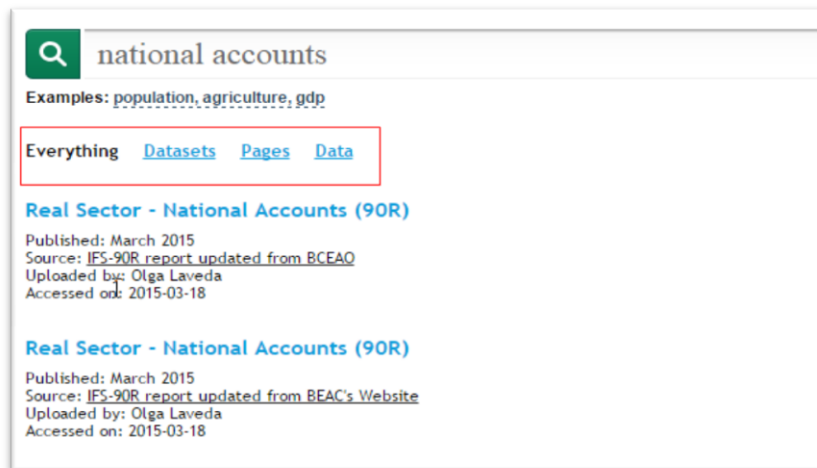 national accounts
Examples: population, agriculture, gdp
Everything Datasets Pages Data
Real Sector - National Accounts (90R)
Published: March 2015
Source: IFS-90R report updated from BCEAO
Uploaded by: Olga Laveda
Accessed on: 2015-03-18
Real Sector - National Accounts (90R)
Published: March 2015
Source: IFS-90R report updated from BEAC's Website
Uploaded by: Olga Laveda
Accessed on: 2015-03-18